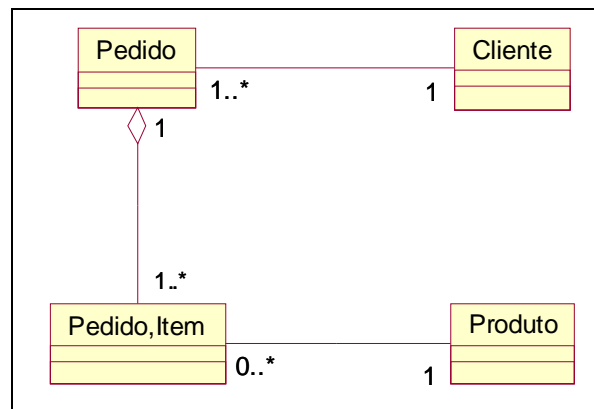 Pedido
Cliente
1..*
1
1
1..*
Pedido,Item
Produto
0..*
1